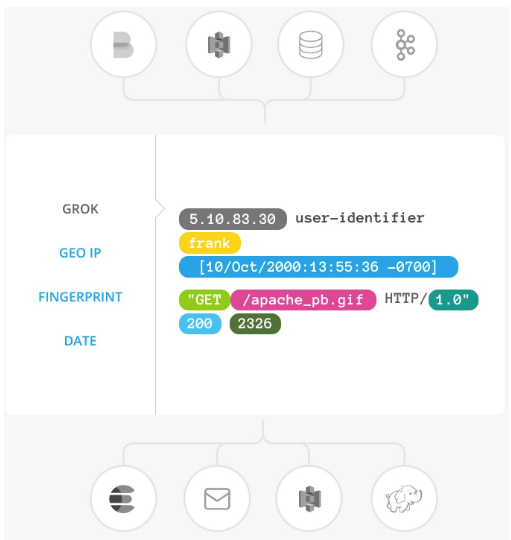 GROK
GEO IP
FINGERPRINT
DATE
5.10.83.30 user-identifier
frank
[10/Oct/2000:13:55:36 -0700]
"GET /apache_pb.gif HTTP/1.0"
200 2326